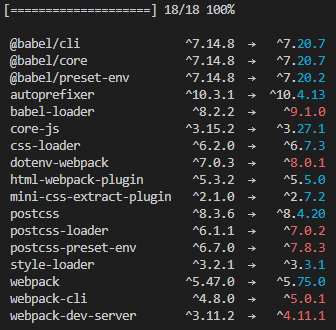 [====================] 18/18 100%
@babel/cli ^7.14.8 → ^7.20.7
@babel/core ^7.14.8 → ^7.20.7
@babel/preset-env ^7.14.8 → ^7.20.2
autoprefixer ^10.3.1 → ^10.4.13
babel-loader ^8.2.2 → ^9.1.0
core-js ^3.15.2 → ^3.27.1
css-loader ^6.2.0 → ^6.7.3
dotenv-webpack ^7.0.3 → ^8.0.1
html-webpack-plugin ^5.3.2 → ^5.5.0
mini-css-extract-plugin ^2.1.0 → ^2.7.2
postcss ^8.3.6 → ^8.4.20
postcss-loader ^6.1.1 → ^7.0.2
postcss-preset-env ^6.7.0 → ^7.8.3
style-loader ^3.2.1 → ^3.3.1
webpack ^5.47.0 → ^5.75.0
webpack-cli ^4.8.0 → ^5.0.1
webpack-dev-server ^3.11.2 → ^4.11.1